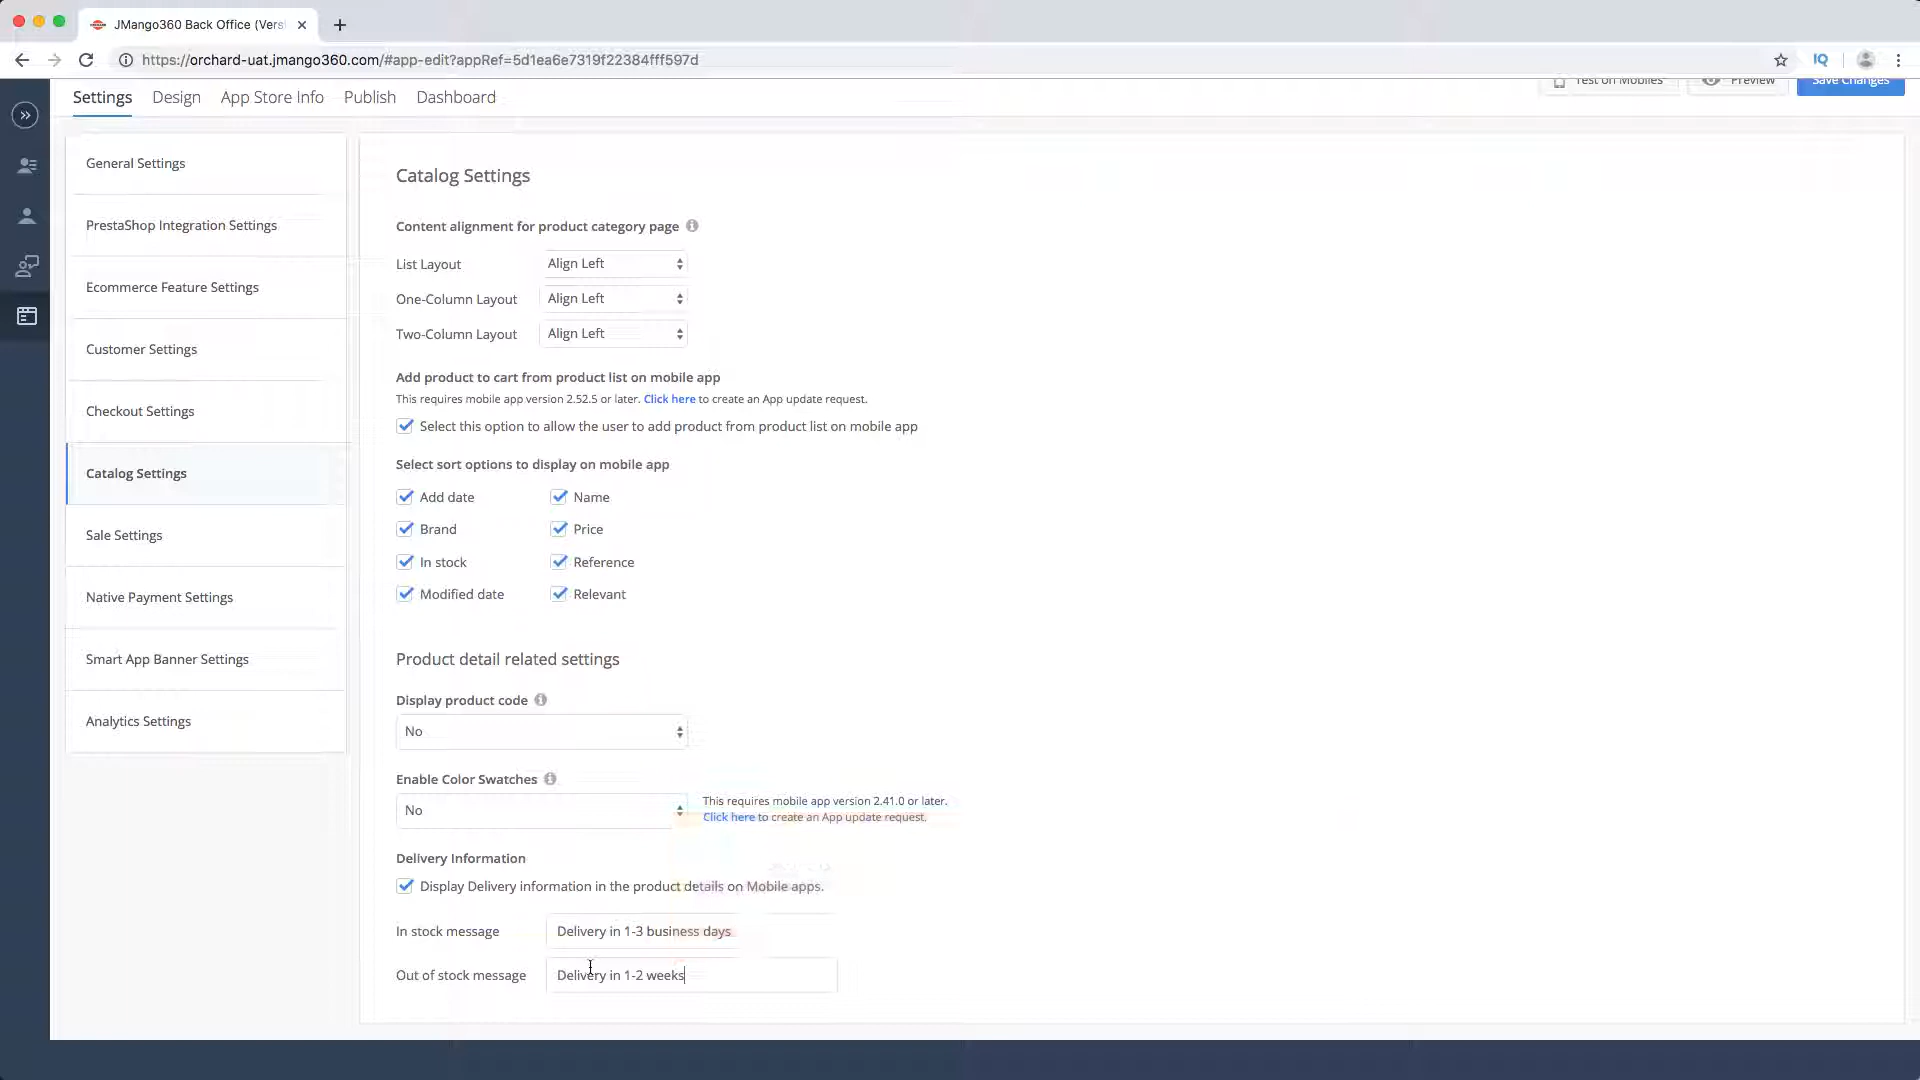 JMango360 Back Office (Vers
https://orchard-uat.jmango360.com/#app-edit?appRef=5d1ea6e7319f22384fff597d
IQ
Settings
Design
App Store Info
Publish
Dashboard
Test on Mobiles
Preview
Save Changes
General Settings
PrestaShop Integration Settings
Ecommerce Feature Settings
Customer Settings
Checkout Settings
Catalog Settings
Sale Settings
Native Payment Settings
Smart App Banner Settings
Analytics Settings
Catalog Settings
Content alignment for product category page
List Layout
Align Left
One-Column Layout
Align Left
Two-Column Layout
Align Left
Add product to cart from product list on mobile app
This requires mobile app version 2.52.5 or later. Click here to create an App update request.
Select this option to allow the user to add product from product list on mobile app
Select sort options to display on mobile app
Add date
Name
Brand
Price
In stock
Reference
Modified date
Relevant
Product detail related settings
Display product code
No
Enable Color Swatches
No
This requires mobile app version 2.41.0 or later.
Click here to create an App update request.
Delivery Information
Display Delivery information in the product details on Mobile apps.
In stock message
Delivery in 1-3 business days
Out of stock message
Delivery in 1-2 weeks